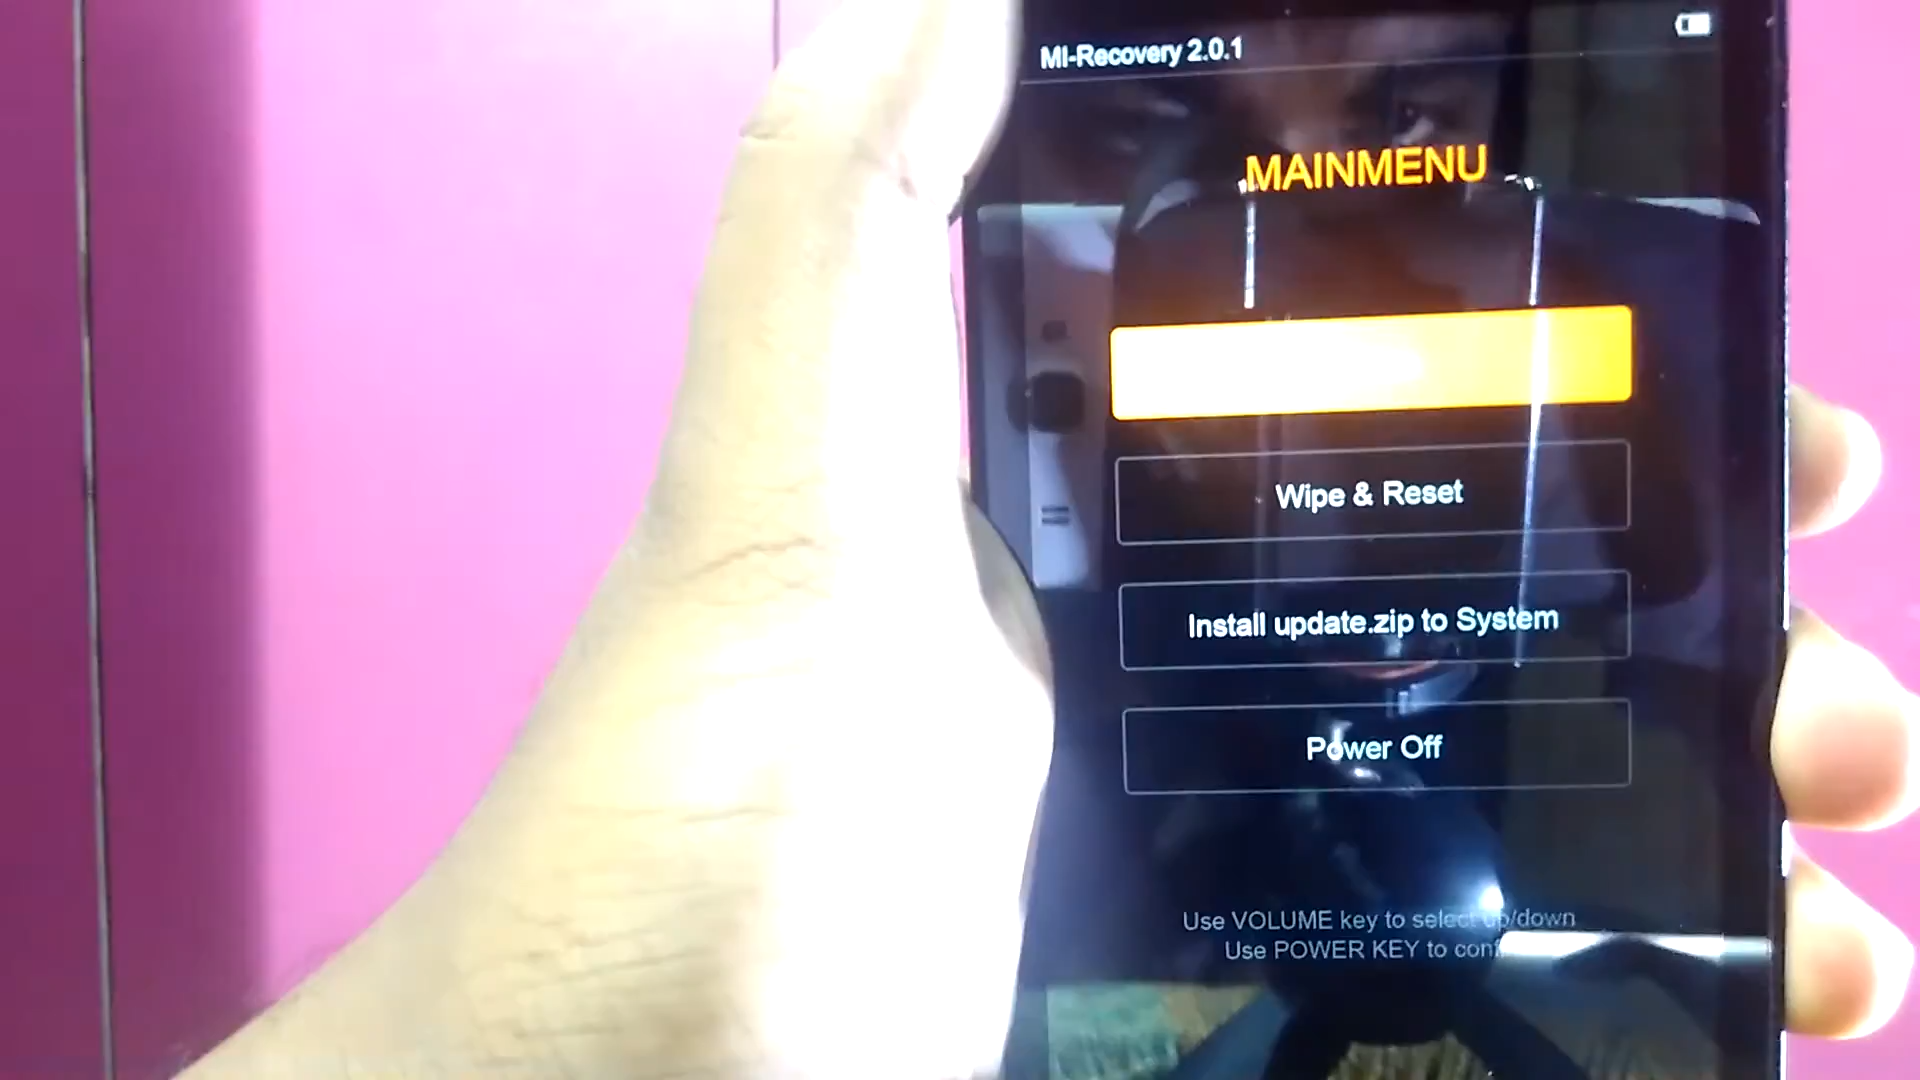 MI-Recovery 2.0.1
MAINMENU
Wipe & Reset
Install update.zip to System
Power Off
Use VOLUME key to select up/down
Use POWER KEY to